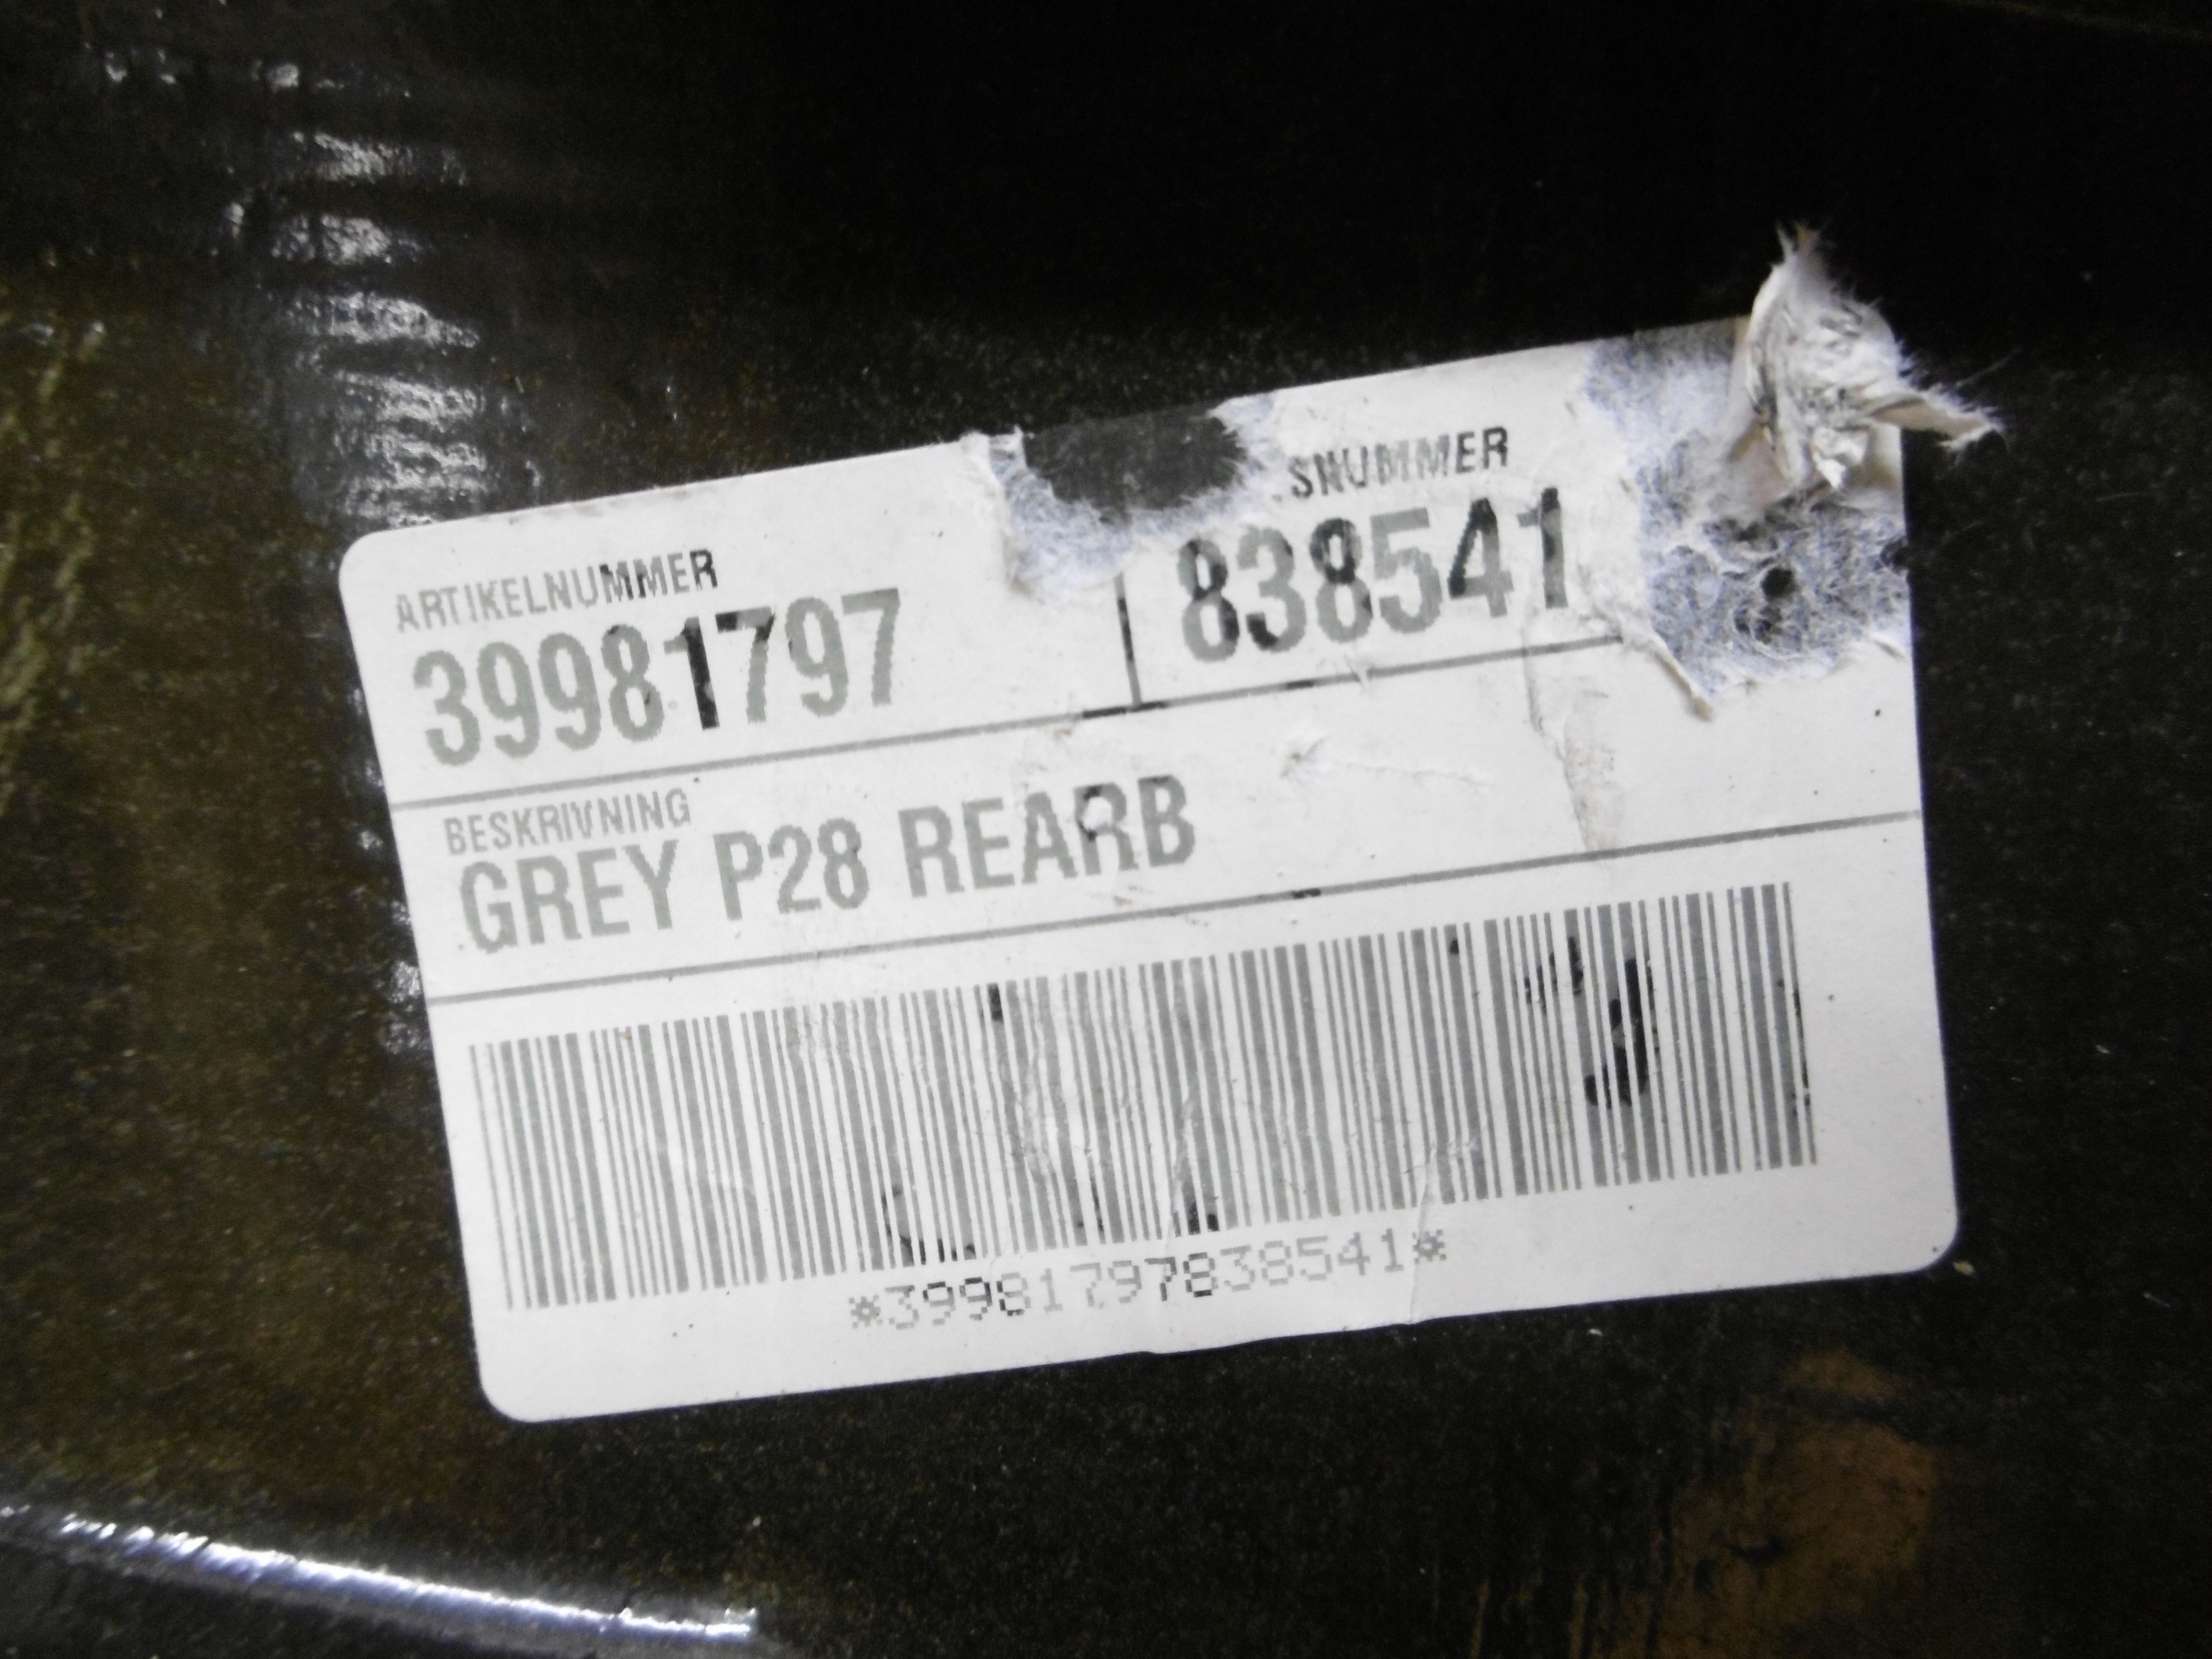 ARTIKELNUMMER
39981797
SNUMMER
838541
BESKRIVNING
GREY P28 REARB
*39981797838541*